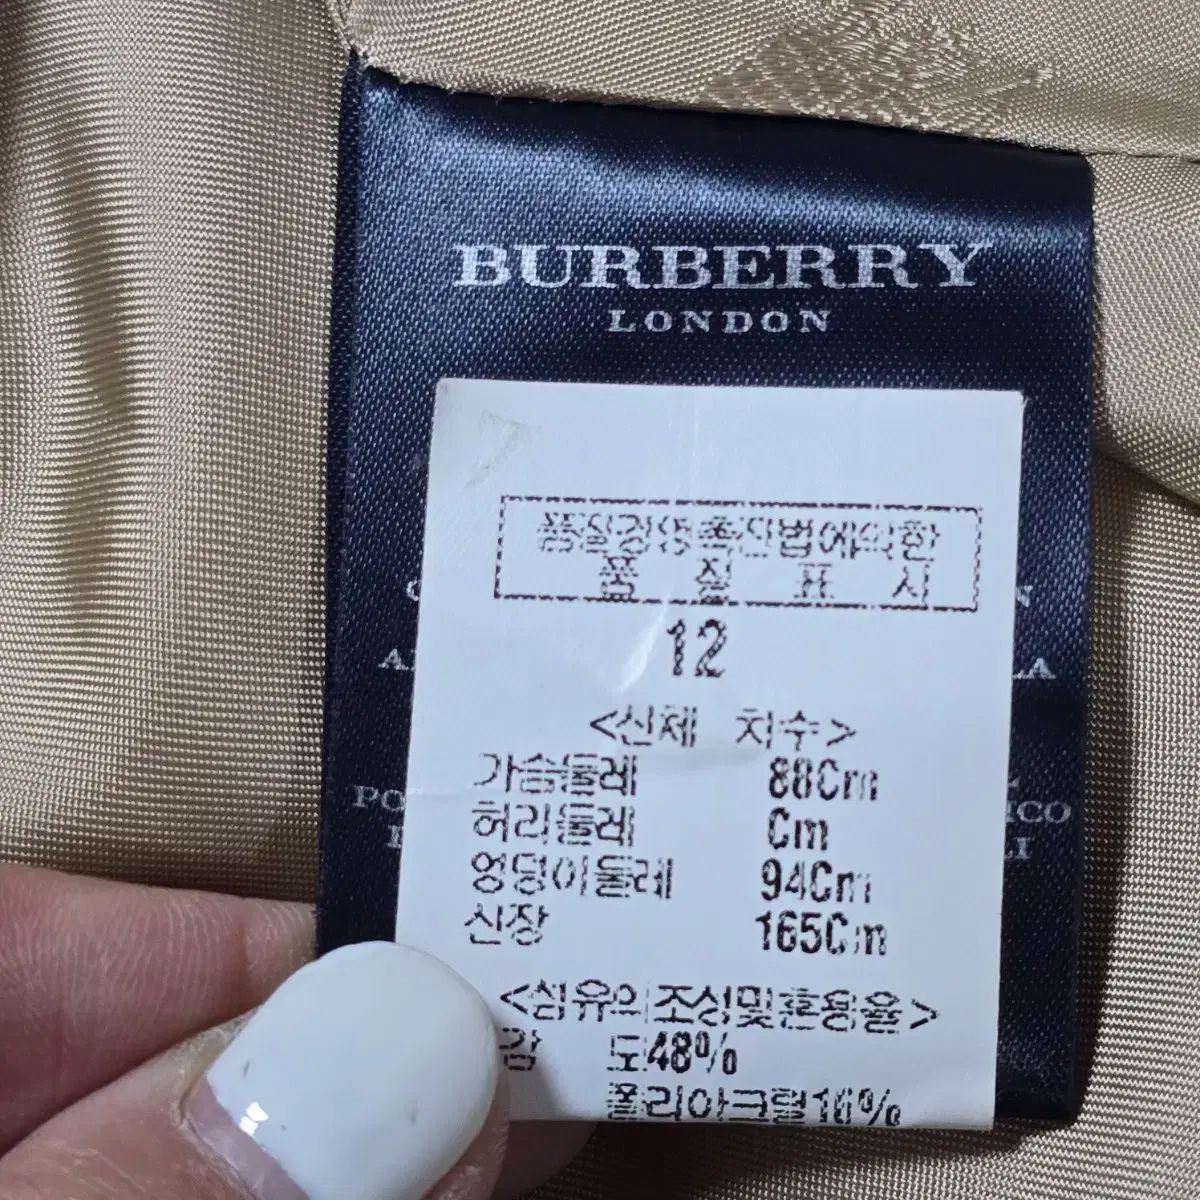 BURBERRY
LONDON
품질경영촉진법에의한
품 질 표 시
12
<신체 치수>
가슴둘레 88Cm
허리둘레 Cm
엉덩이둘레 94Cm
신장 165Cm
<섬유의조성및혼용율>
감 모48%
폴리아크릴16%